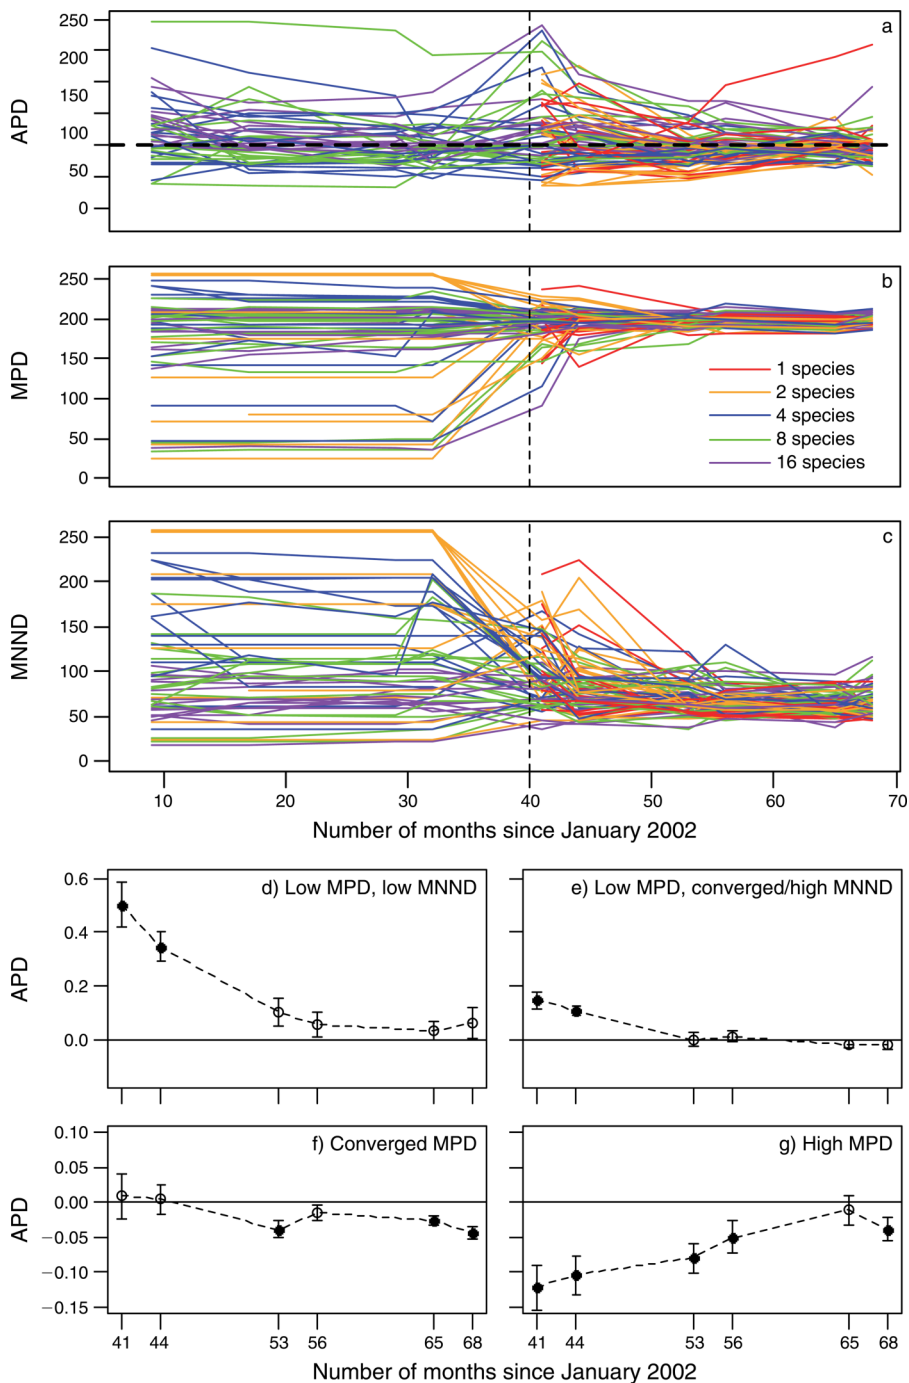 a
250
200
150
100
50
0
APD
b
250
200
150
100
50
0
MPD
1 species
2 species
4 species
8 species
16 species
c
250
200
150
100
50
0
MNND
10 20 30 40 50 60 70
Number of months since January 2002
d) Low MPD, low MNND
0.6
0.4
0.2
0.0
APD
e) Low MPD, converged/high MNND
f) Converged MPD
0.10
0.05
0.00
−0.05
−0.10
−0.15
APD
41 44 53 56 65 68
g) High MPD
41 44 53 56 65 68
Number of months since January 2002